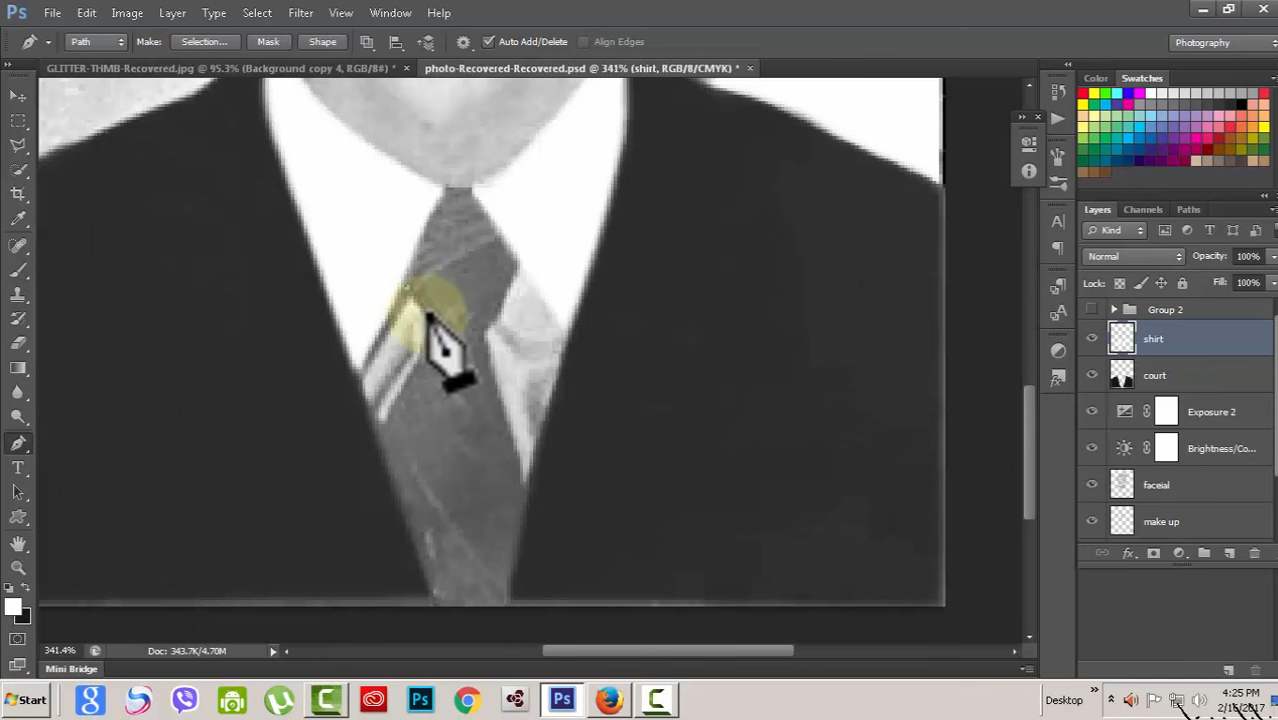 Ps File Edit Image Layer Type Select Filter View Window Help
Path Make: Selection... Mask Shape Auto Add/Delete Align Edges Photography
GLITTER-THMB-Recovered.jpg @ 95.3% (Background copy 4, RGB/8#) * × photo-Recovered-Recovered.psd @ 341% (shirt, RGB/8/CMYK) * ×
Color Swatches
Layers Channels Paths
Kind
Normal Opacity: 100%
Lock: Fill: 100%
Group 2
shirt
court
Exposure 2
Brightness/Co...
faceial
make up
341.4% Doc: 343.7K/4.70M
Mini Bridge
Start Desktop 4:25 PM
2/16/2017